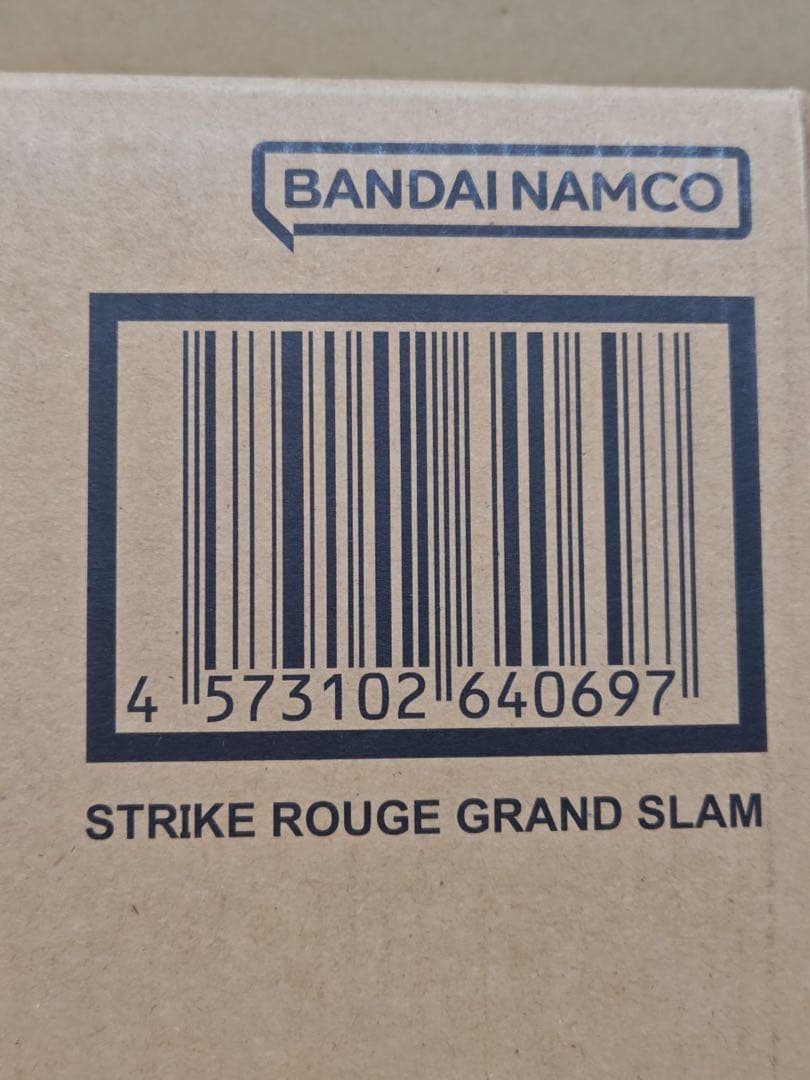 BANDAI NAMCO
4 573102 640697
STRIKE ROUGE GRAND SLAM